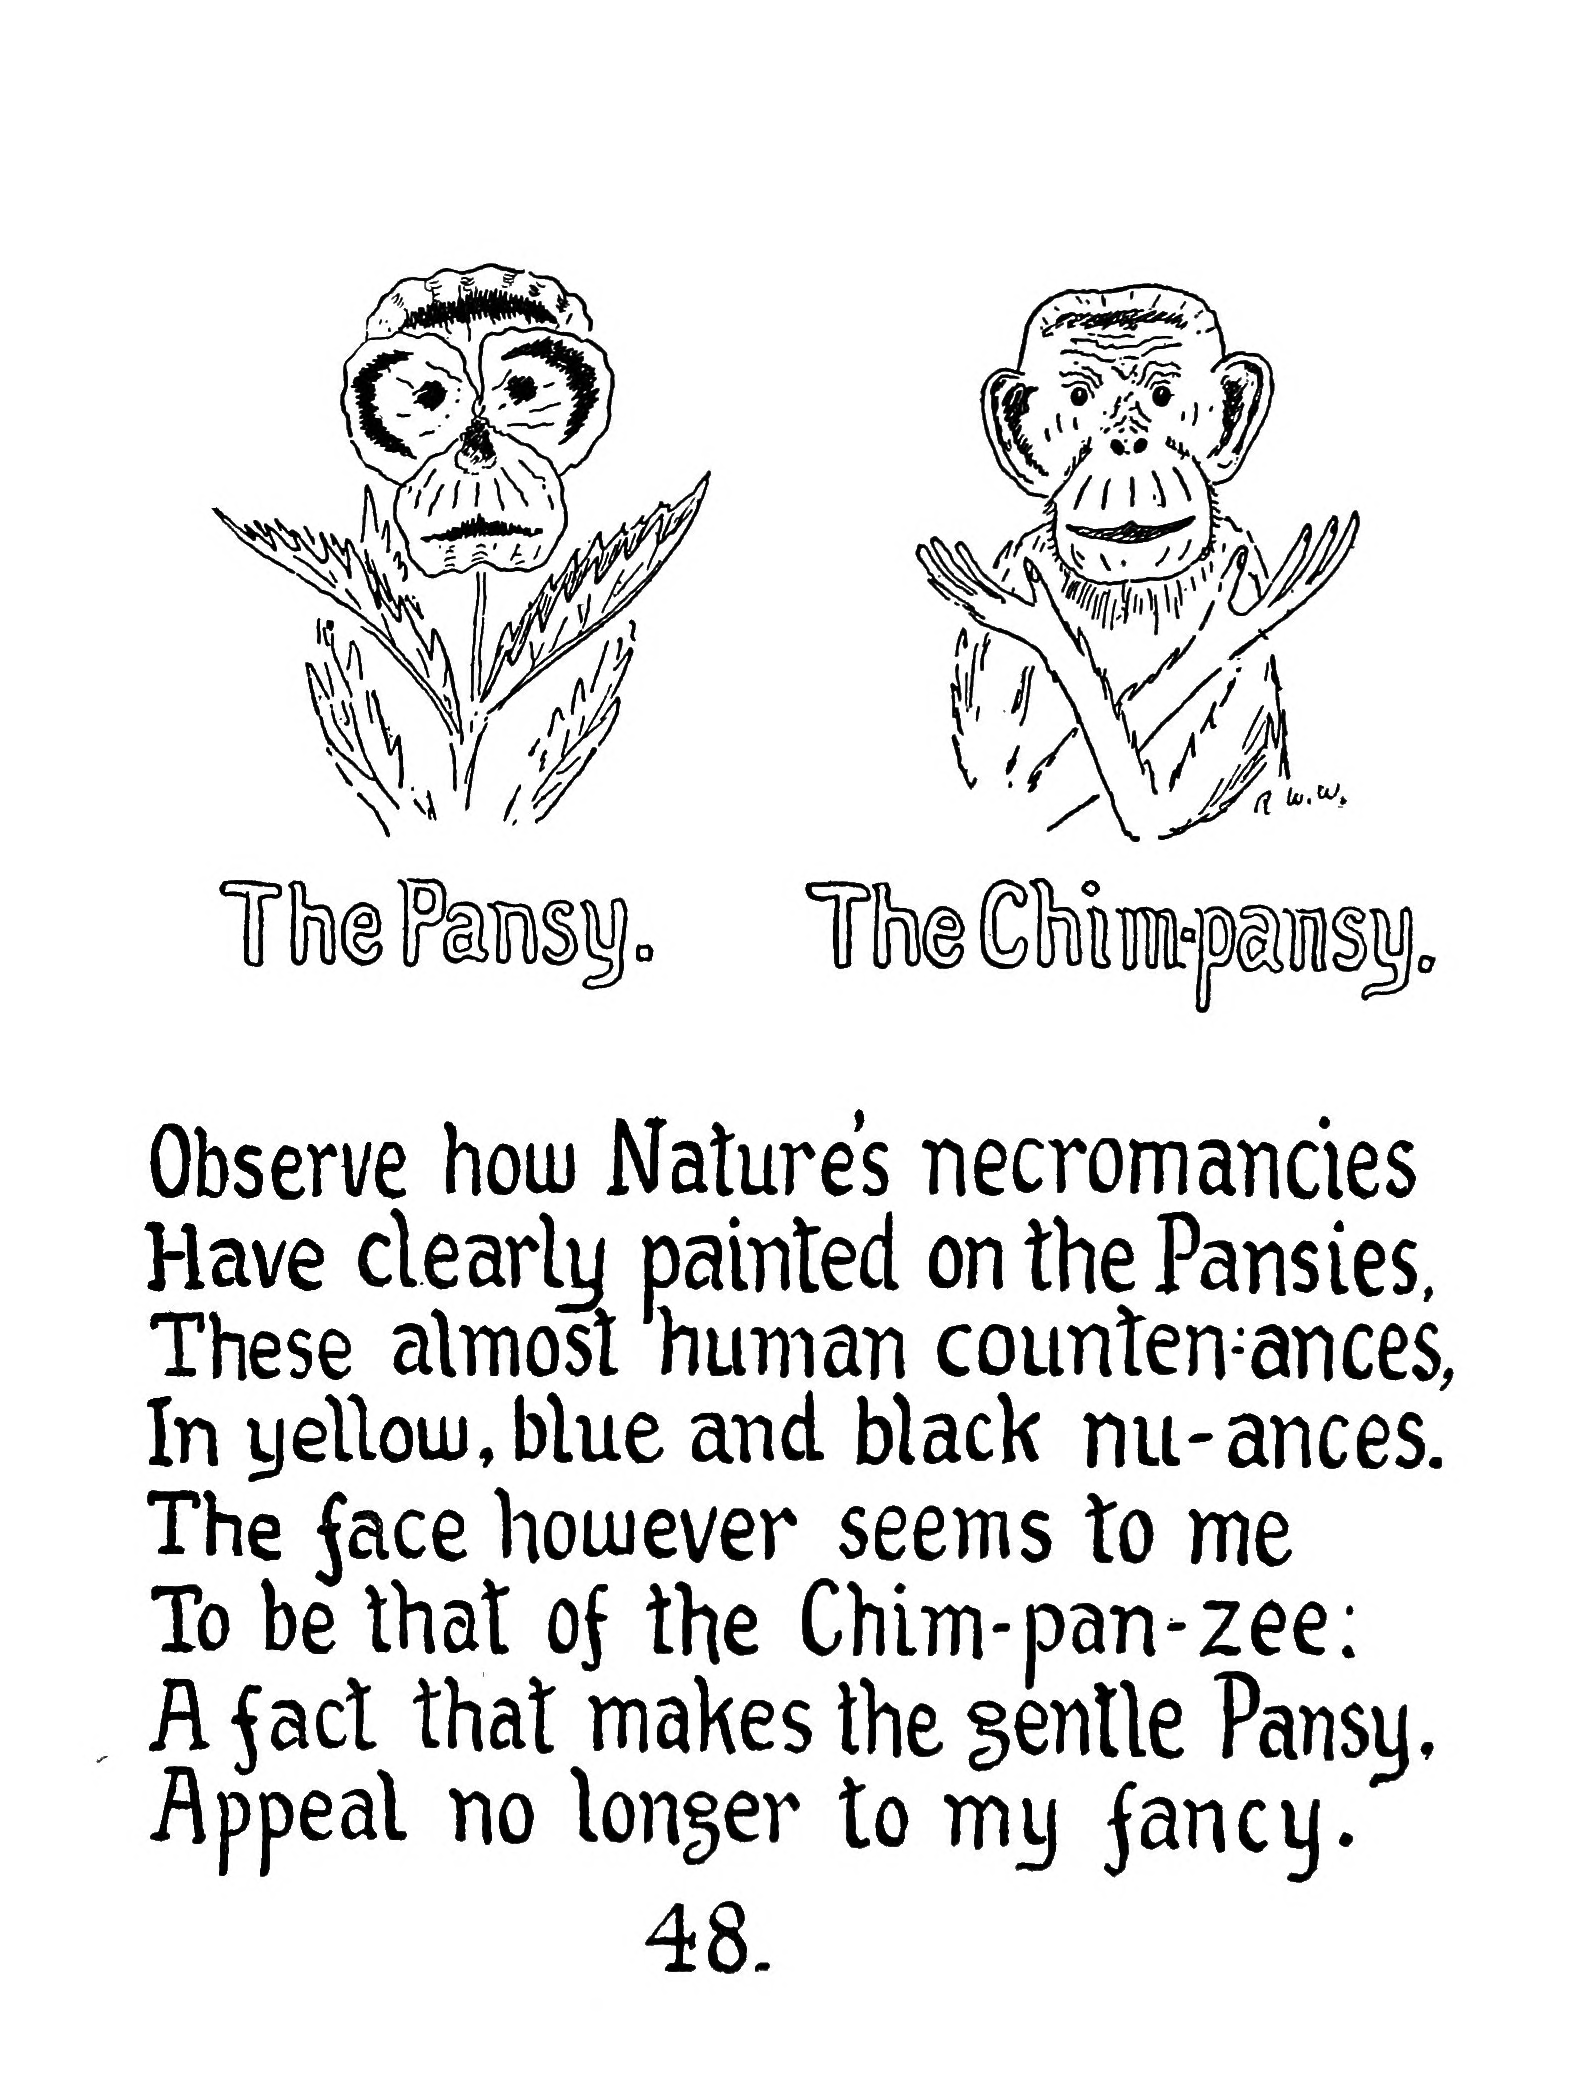 R W.W.
The Pansy.
The Chim-pansy.
Observe how Nature's necromancies
Have clearly painted on the Pansies,
These almost human counten-ances,
In yellow, blue and black nu-ances.
The face however seems to me
To be that of the Chim-pan-zee:
A fact that makes the gentle Pansy.
Appeal no longer to my fancy.
48.